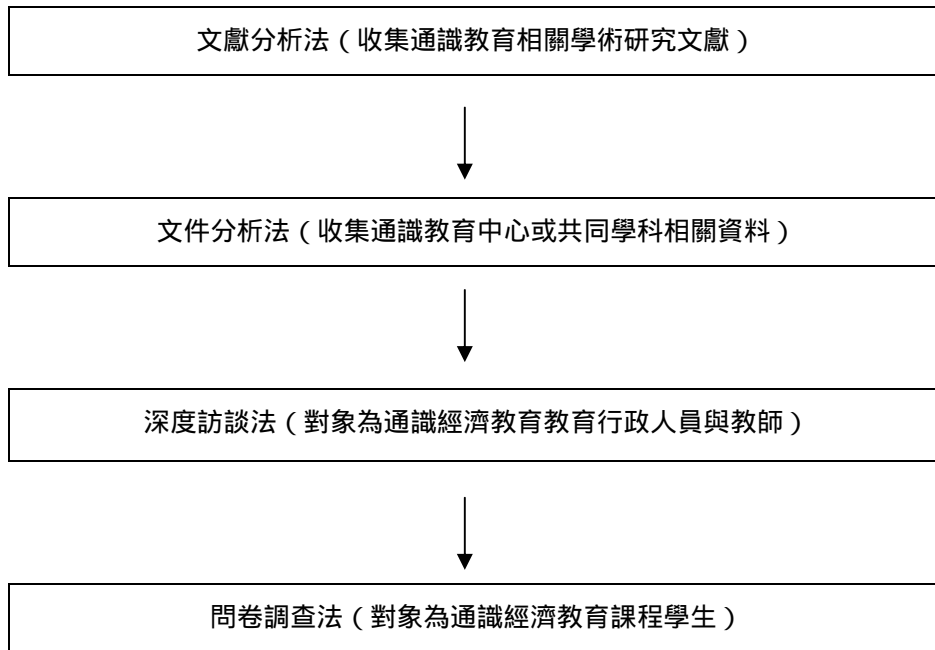 文獻分析法（收集通識教育相關學術研究文獻）
文件分析法（收集通識教育中心或共同學科相關資料）
深度訪談法（對象為通識經濟教育教育行政人員與教師）
問卷調查法（對象為通識經濟教育課程學生）